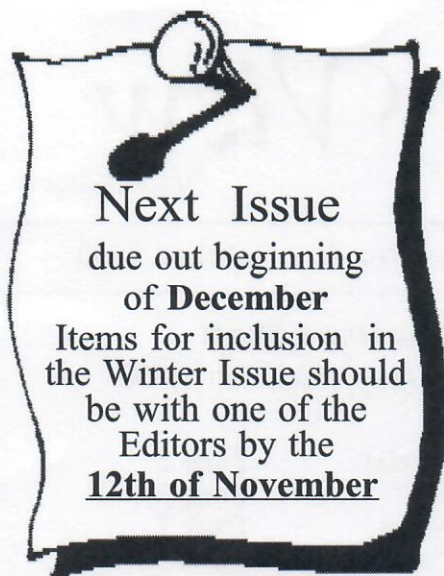 Next Issue
due out beginning
of December
Items for inclusion in
the Winter Issue should
be with one of the
Editors by the
12th of November